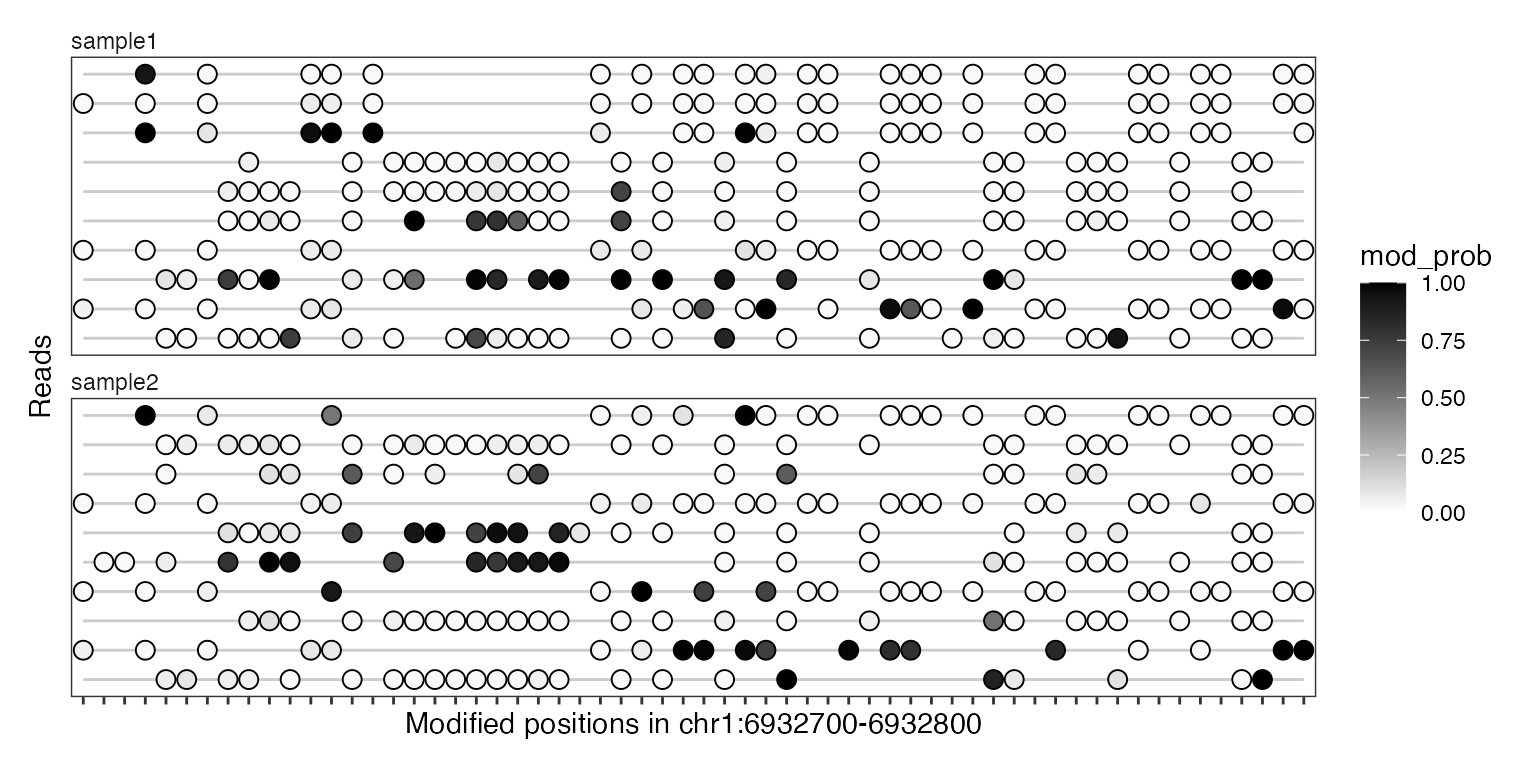 sample1
sample2
Reads
Modified positions in chr1:6932700-6932800
mod_prob
1.00
0.75
0.50
0.25
0.00